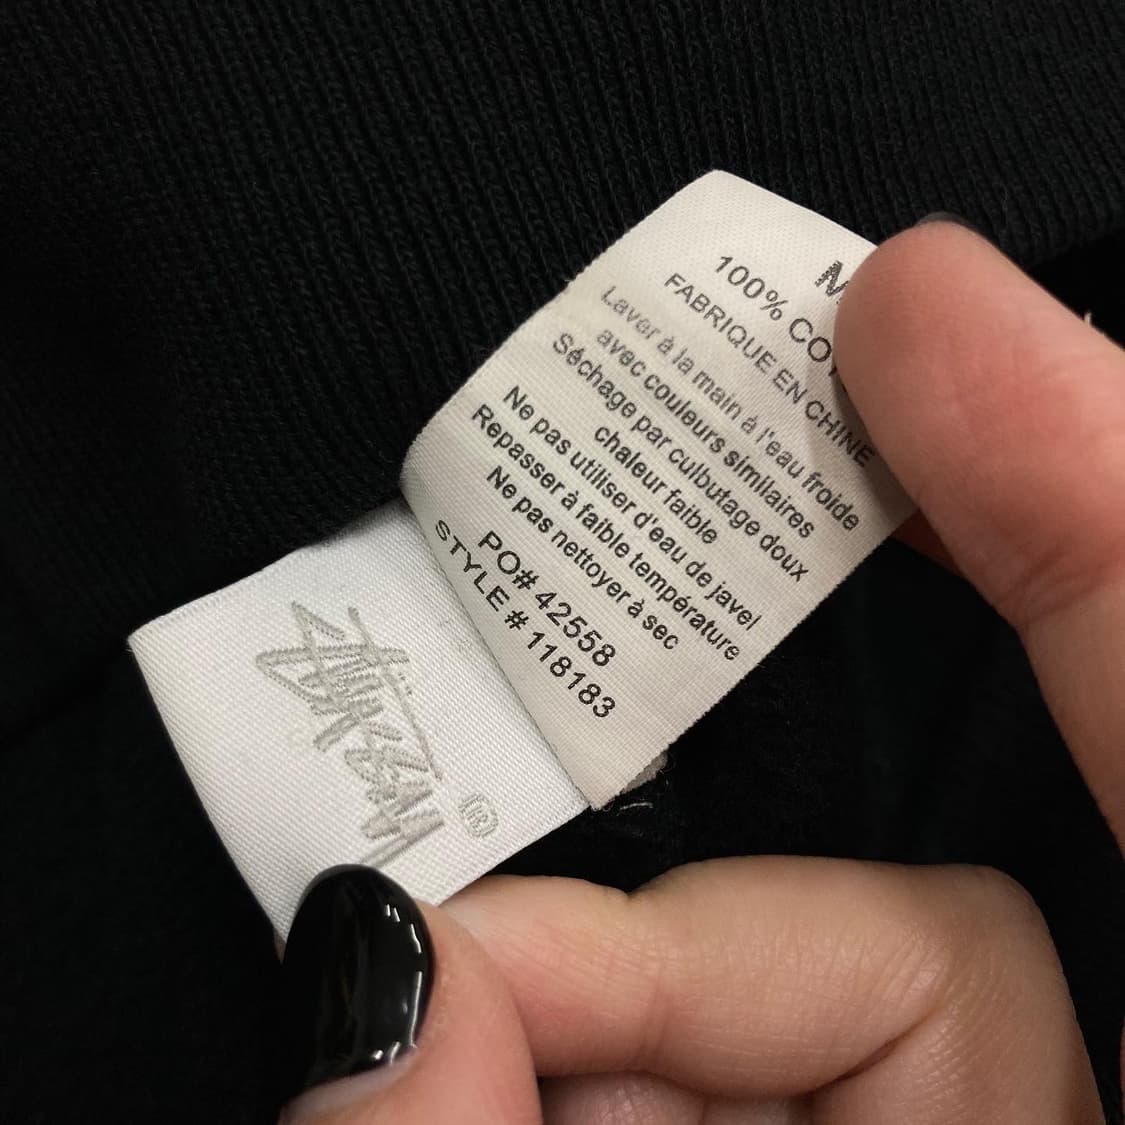 100%
FABRIQUE EN CHINE
Laver à la main à l'eau froide
avec couleurs similaires
Séchage par culbutage doux
chaleur faible
Ne pas utiliser d'eau de javel
Repasser à faible température
Ne pas nettoyer à sec
PO# 42558
STYLE # 118183
STÜSSY ®